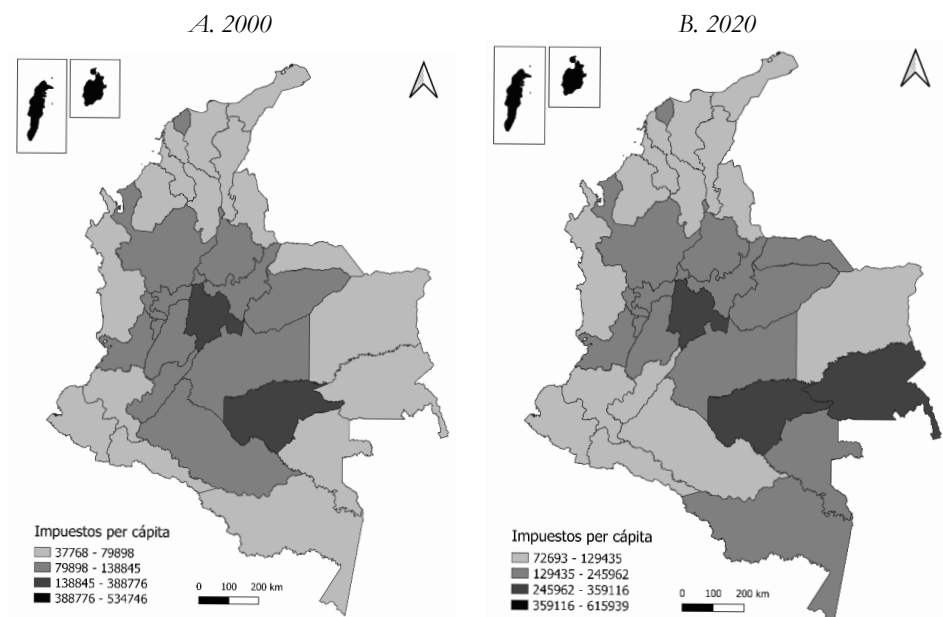 A. 2000
B. 2020
Impuestos per cápita
37768 - 79898
79898 - 138845
138845 - 388776
388776 - 534746
0 100 200 km
Impuestos per cápita
72693 - 129435
129435 - 245962
245962 - 359116
359116 - 615939
0 100 200 km